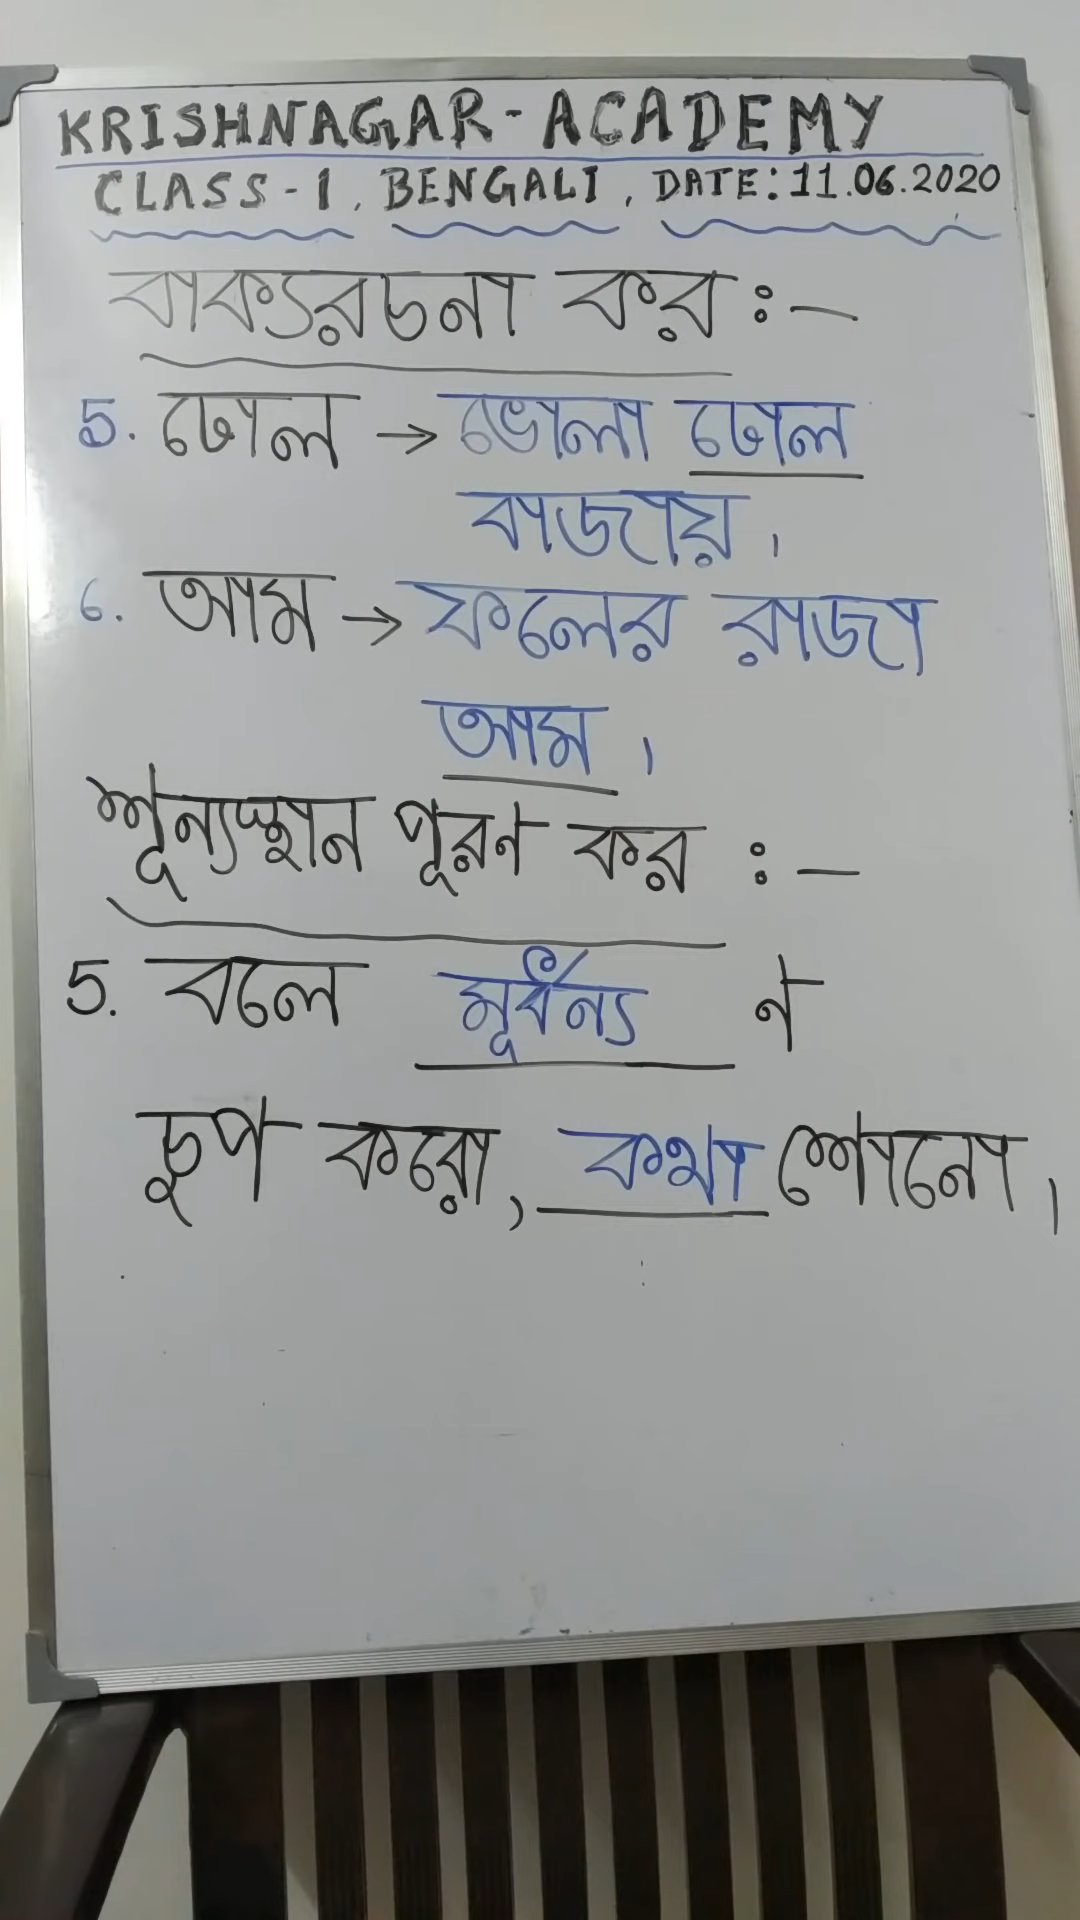 KRISHNAGAR-ACADEMY
CLASS-1, BENGALI, DATE:11.06.2020
বাক্যরচনা কর :-
5. ঢোল → ভোলা ঢোল
বাজায়।
6. আম → ফলের রাজা
আম।
শূন্যস্থান পূরণ কর :-
5. বলে মূর্ধন্য ণ
চুপ করো, কথা শোনো।